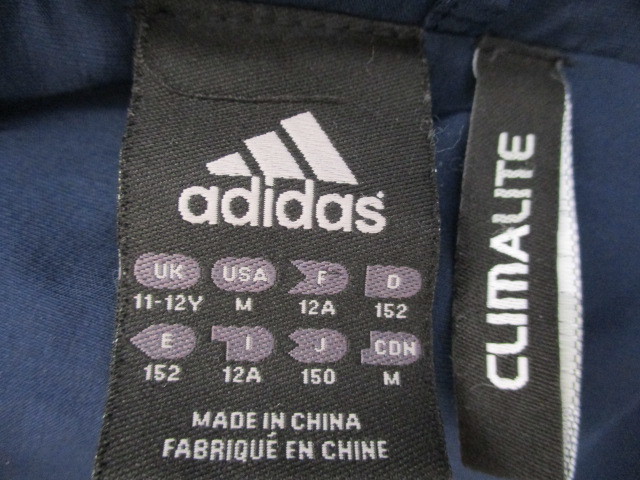 adidas
UK USA F D
11-12Y M 12A 152
E I J CDN
152 12A 150 M
MADE IN CHINA
FABRIQUÉ EN CHINE
CLIMALITE